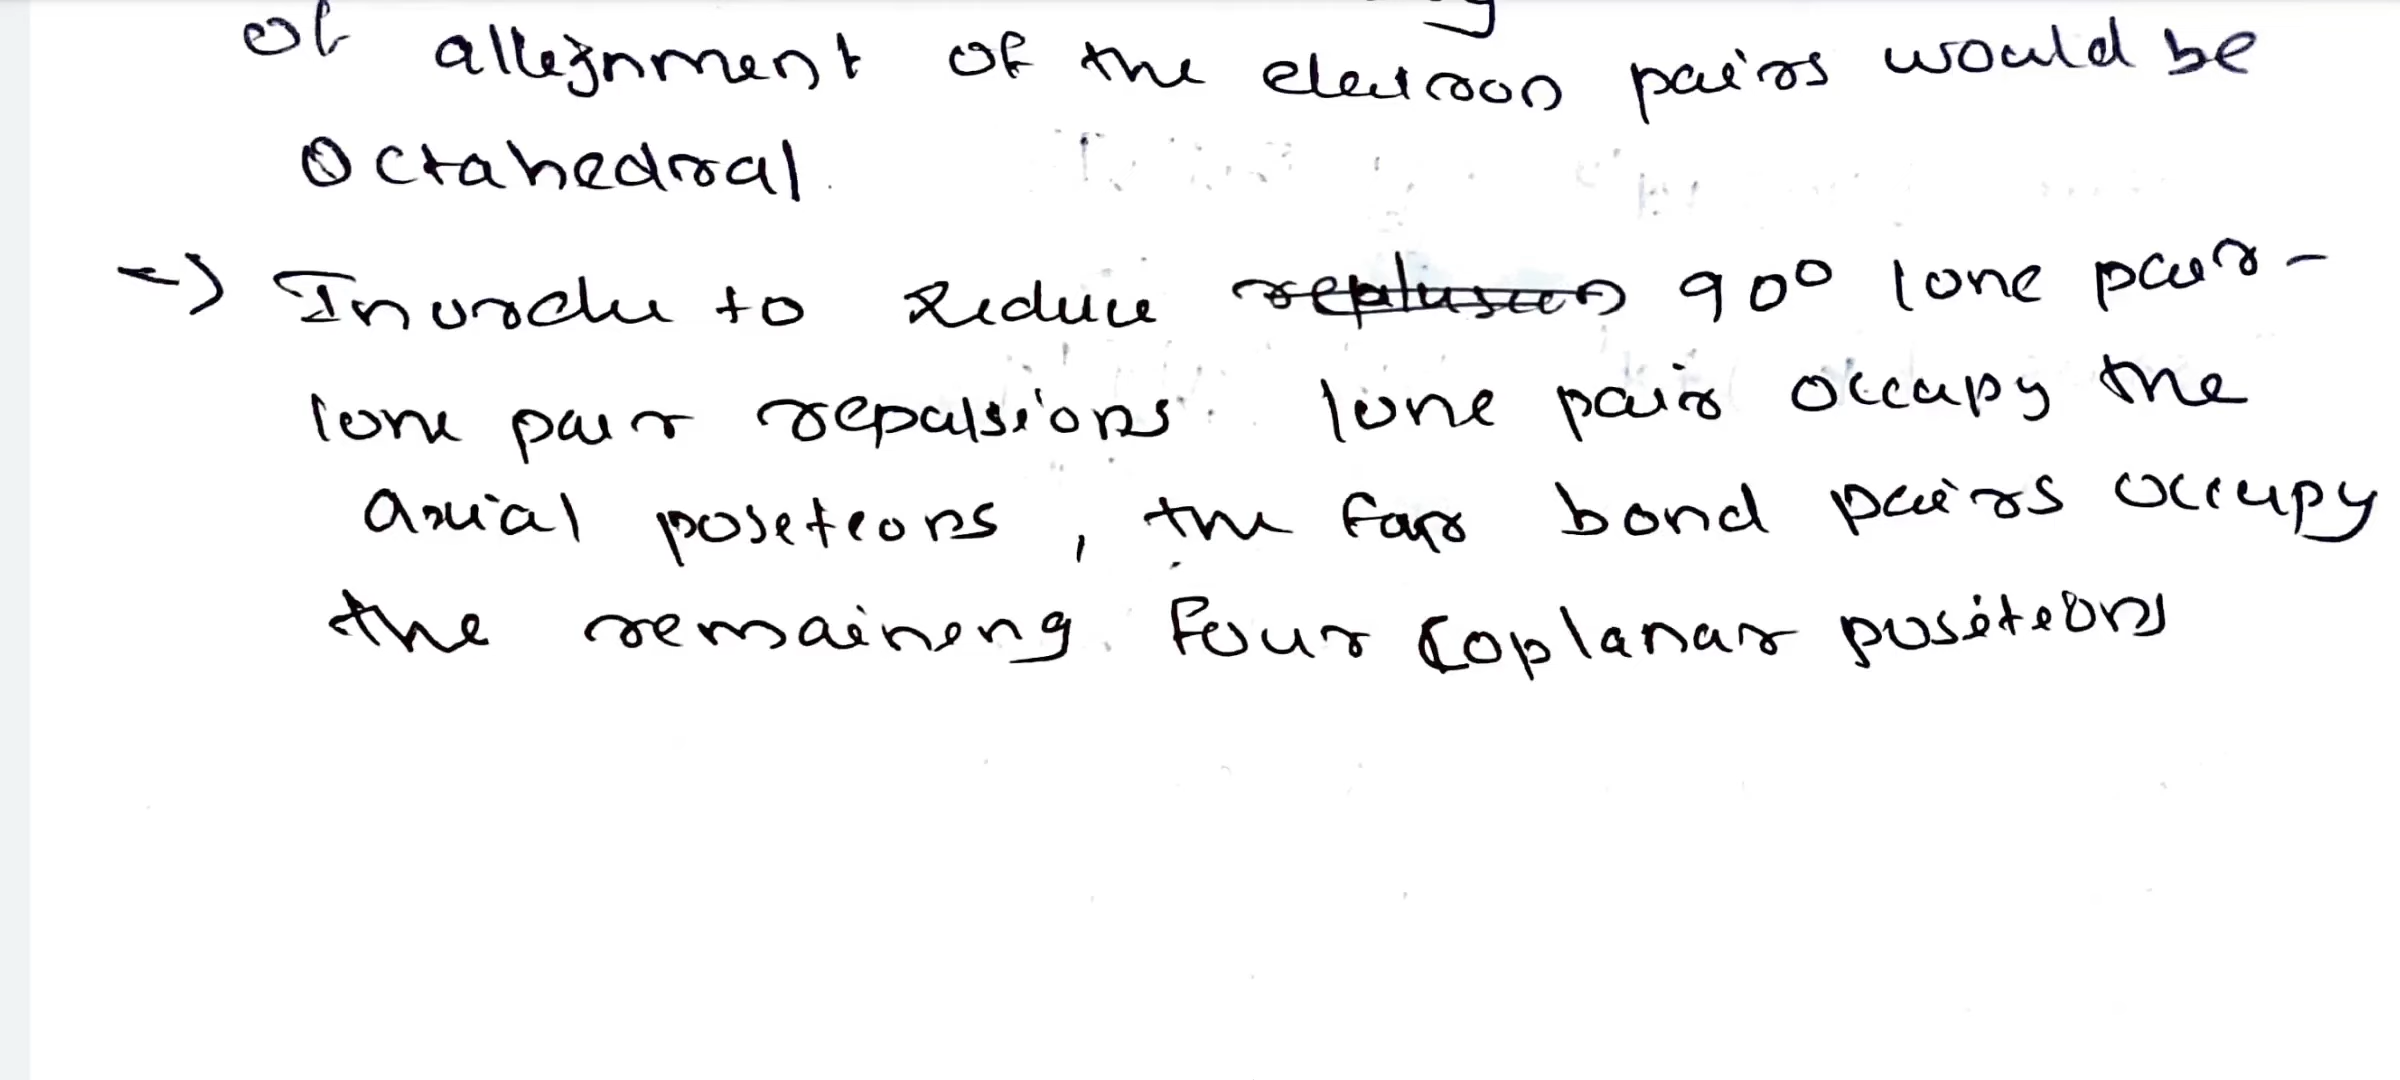 of allignment of the electroon pairs would be
Octahedral.
-> Inorder to reduce 90° lone pair-
lone pair repulsions. lone pair occupy the
axial positions, the four bond pairs occupy
the remaining four coplanar positions